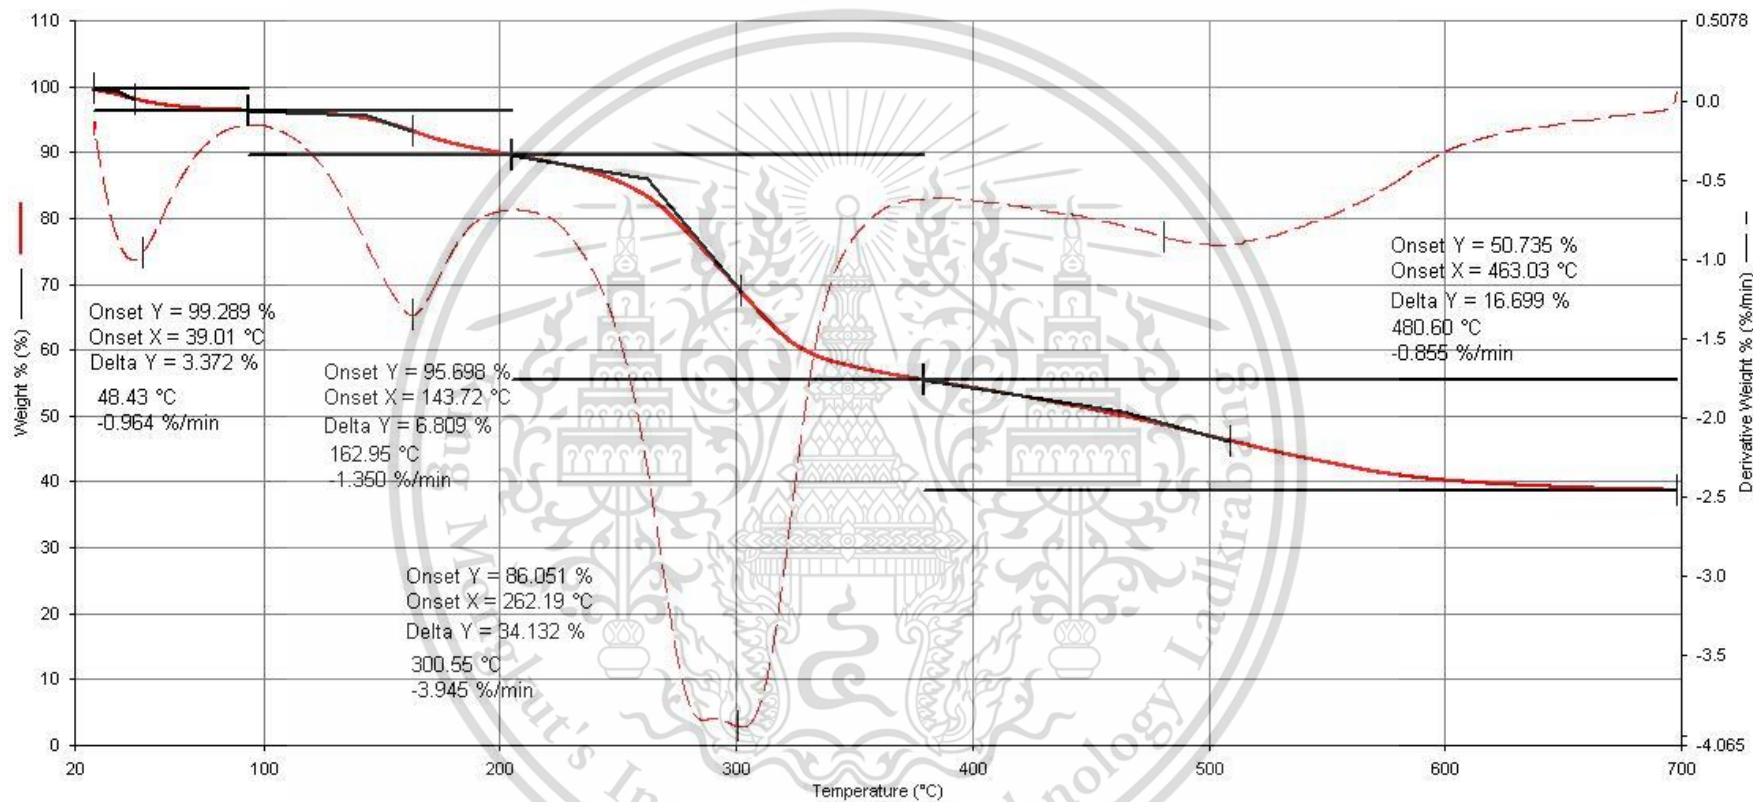 110
100
90
80
70
60
50
40
30
20
10
0
Weight % (%)
0.5078
0.0
-0.5
-1.0
-1.5
-2.0
-2.5
-3.0
-3.5
-4.065
Derivative Weight % (%/min)
20
100
200
300
400
500
600
700
Temperature (°C)
Onset Y = 99.289 %
Onset X = 39.01 °C
Delta Y = 3.372 %
48.43 °C
-0.964 %/min
Onset Y = 95.698 %
Onset X = 143.72 °C
Delta Y = 6.809 %
162.95 °C
-1.350 %/min
Onset Y = 86.051 %
Onset X = 262.19 °C
Delta Y = 34.132 %
300.55 °C
-3.945 %/min
Onset Y = 50.735 %
Onset X = 463.03 °C
Delta Y = 16.699 %
480.60 °C
-0.855 %/min
Ladkrabang